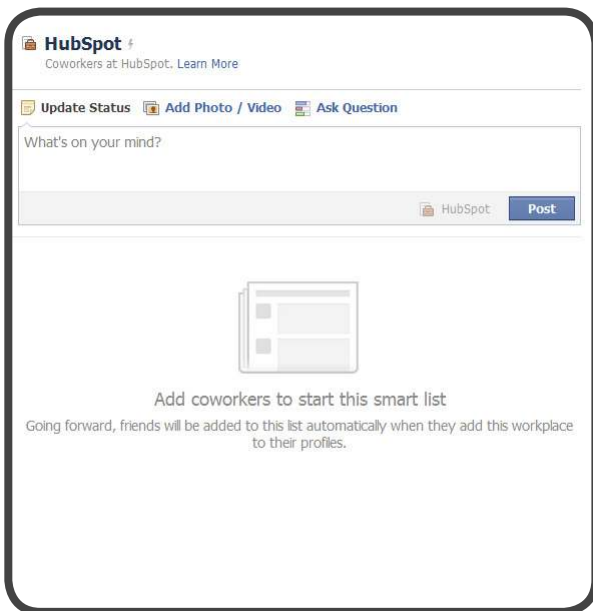 HubSpot
Coworkers at HubSpot. Learn More
Update Status Add Photo / Video Ask Question
What's on your mind?
HubSpot Post
Add coworkers to start this smart list
Going forward, friends will be added to this list automatically when they add this workplace
to their profiles.